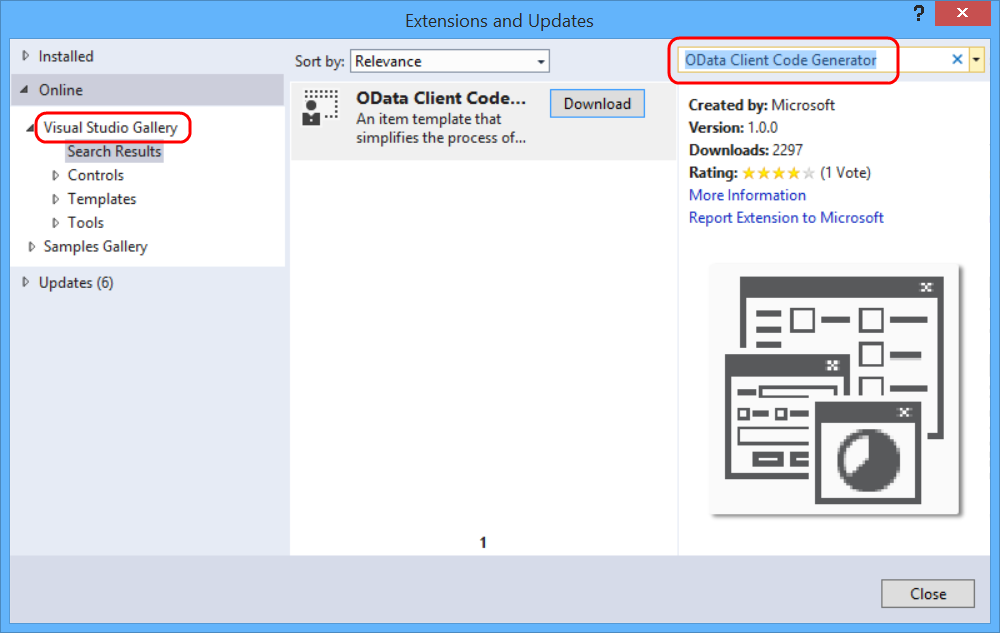 Extensions and Updates
?
Installed
Online
Visual Studio Gallery
Search Results
Controls
Templates
Tools
Samples Gallery
Updates (6)
Sort by: Relevance
OData Client Code...
An item template that
simplifies the process of...
Download
1
OData Client Code Generator
Created by: Microsoft
Version: 1.0.0
Downloads: 2297
Rating: (1 Vote)
More Information
Report Extension to Microsoft
Close